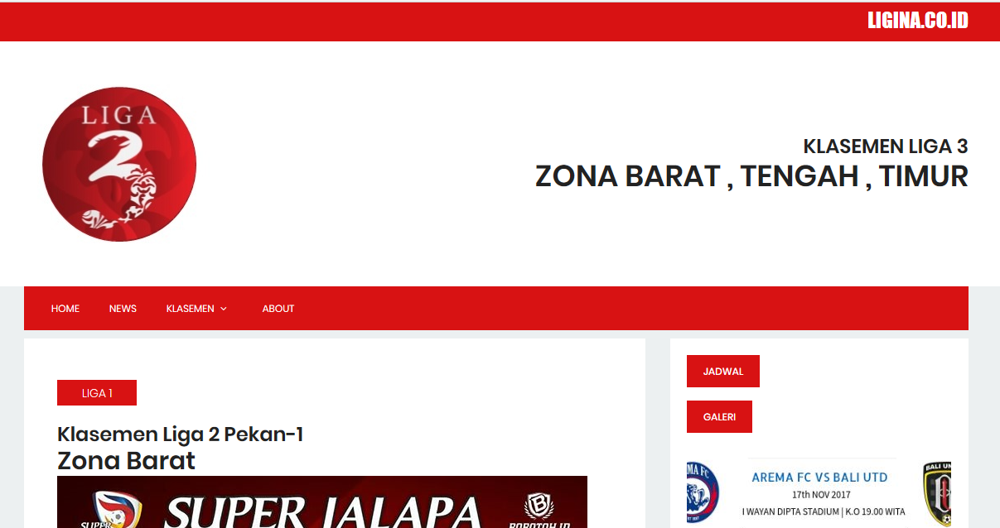 LIGINA.CO.ID
LIGA
3
KLASEMEN LIGA 3
ZONA BARAT , TENGAH , TIMUR
HOME NEWS KLASEMEN ABOUT
LIGA 1
Klasemen Liga 2 Pekan-1
Zona Barat
SUPER JALAPA
SUPER
BOBOTOH.ID
JADWAL
GALERI
AREMA FC VS BALI UTD
17th NOV 2017
I WAYAN DIPTA STADIUM | K.O 19.00 WITA
MA FC
BALI UN